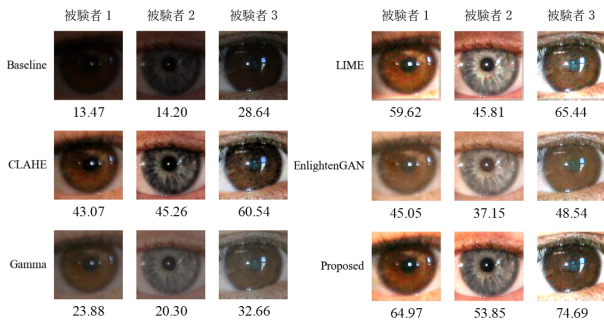 被験者 1 被験者 2 被験者 3
Baseline
13.47 14.20 28.64
CLAHE
43.07 45.26 60.54
Gamma
23.88 20.30 32.66
被験者 1 被験者 2 被験者 3
LIME
59.62 45.81 65.44
EnlightenGAN
45.05 37.15 48.54
Proposed
64.97 53.85 74.69